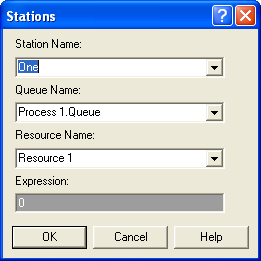 Stations
Station Name:
One
Queue Name:
Process 1.Queue
Resource Name:
Resource 1
Expression:
0
OK Cancel Help